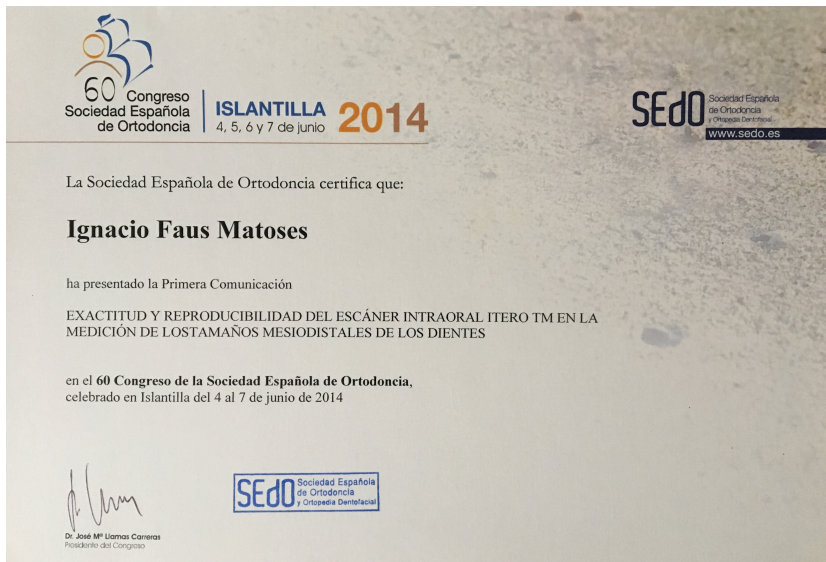 60 Congreso
Sociedad Española
de Ortodoncia
ISLANTILLA
4, 5, 6 y 7 de junio
2014
SEdO
Sociedad Española
de Ortodoncia
y Ortopedia Dentofacial
www.sedo.es
La Sociedad Española de Ortodoncia certifica que:
Ignacio Faus Matoses
ha presentado la Primera Comunicación
EXACTITUD Y REPRODUCIBILIDAD DEL ESCÁNER INTRAORAL ITERO TM EN LA
MEDICIÓN DE LOSTAMAÑOS MESIODISTALES DE LOS DIENTES
en el 60 Congreso de la Sociedad Española de Ortodoncia,
celebrado en Islantilla del 4 al 7 de junio de 2014
SEdO
Sociedad Española
de Ortodoncia
y Ortopedia Dentofacial
Dr. José Mª Llamas Carreras
Presidente del Congreso